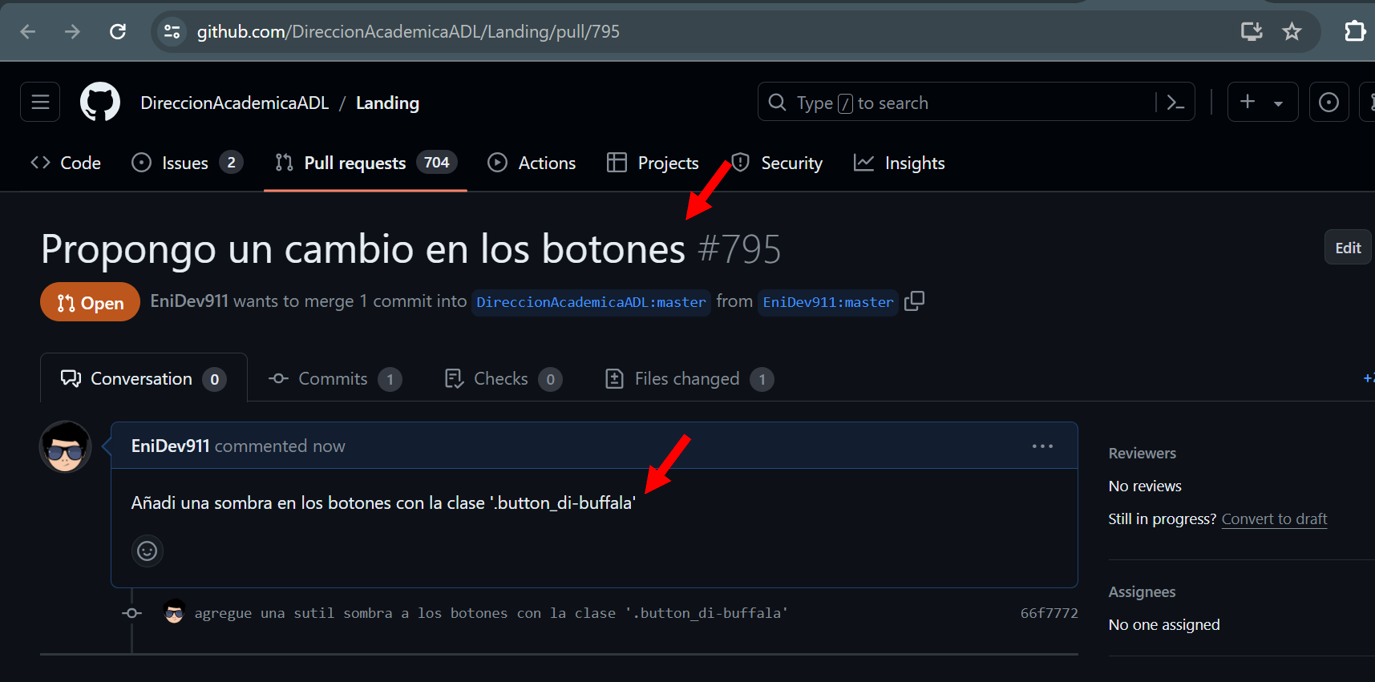 github.com/DireccionAcademicaADL/Landing/pull/795
DireccionAcademicaADL / Landing
Type / to search
Code Issues 2 Pull requests 704 Actions Projects Security Insights
Propongo un cambio en los botones #795
Edit
Open EniDev911 wants to merge 1 commit into DireccionAcademicaADL:master from EniDev911:master
Conversation 0 Commits 1 Checks 0 Files changed 1
EniDev911 commented now
Añadi una sombra en los botones con la clase '.button_di-buffala'
agregue una sutil sombra a los botones con la clase '.button_di-buffala' 66f7772
Reviewers
No reviews
Still in progress? Convert to draft
Assignees
No one assigned